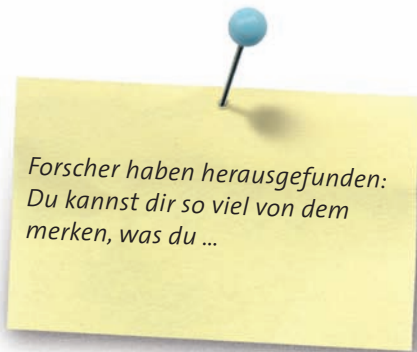 Forscher haben herausgefunden:
Du kannst dir so viel von dem
merken, was du ...